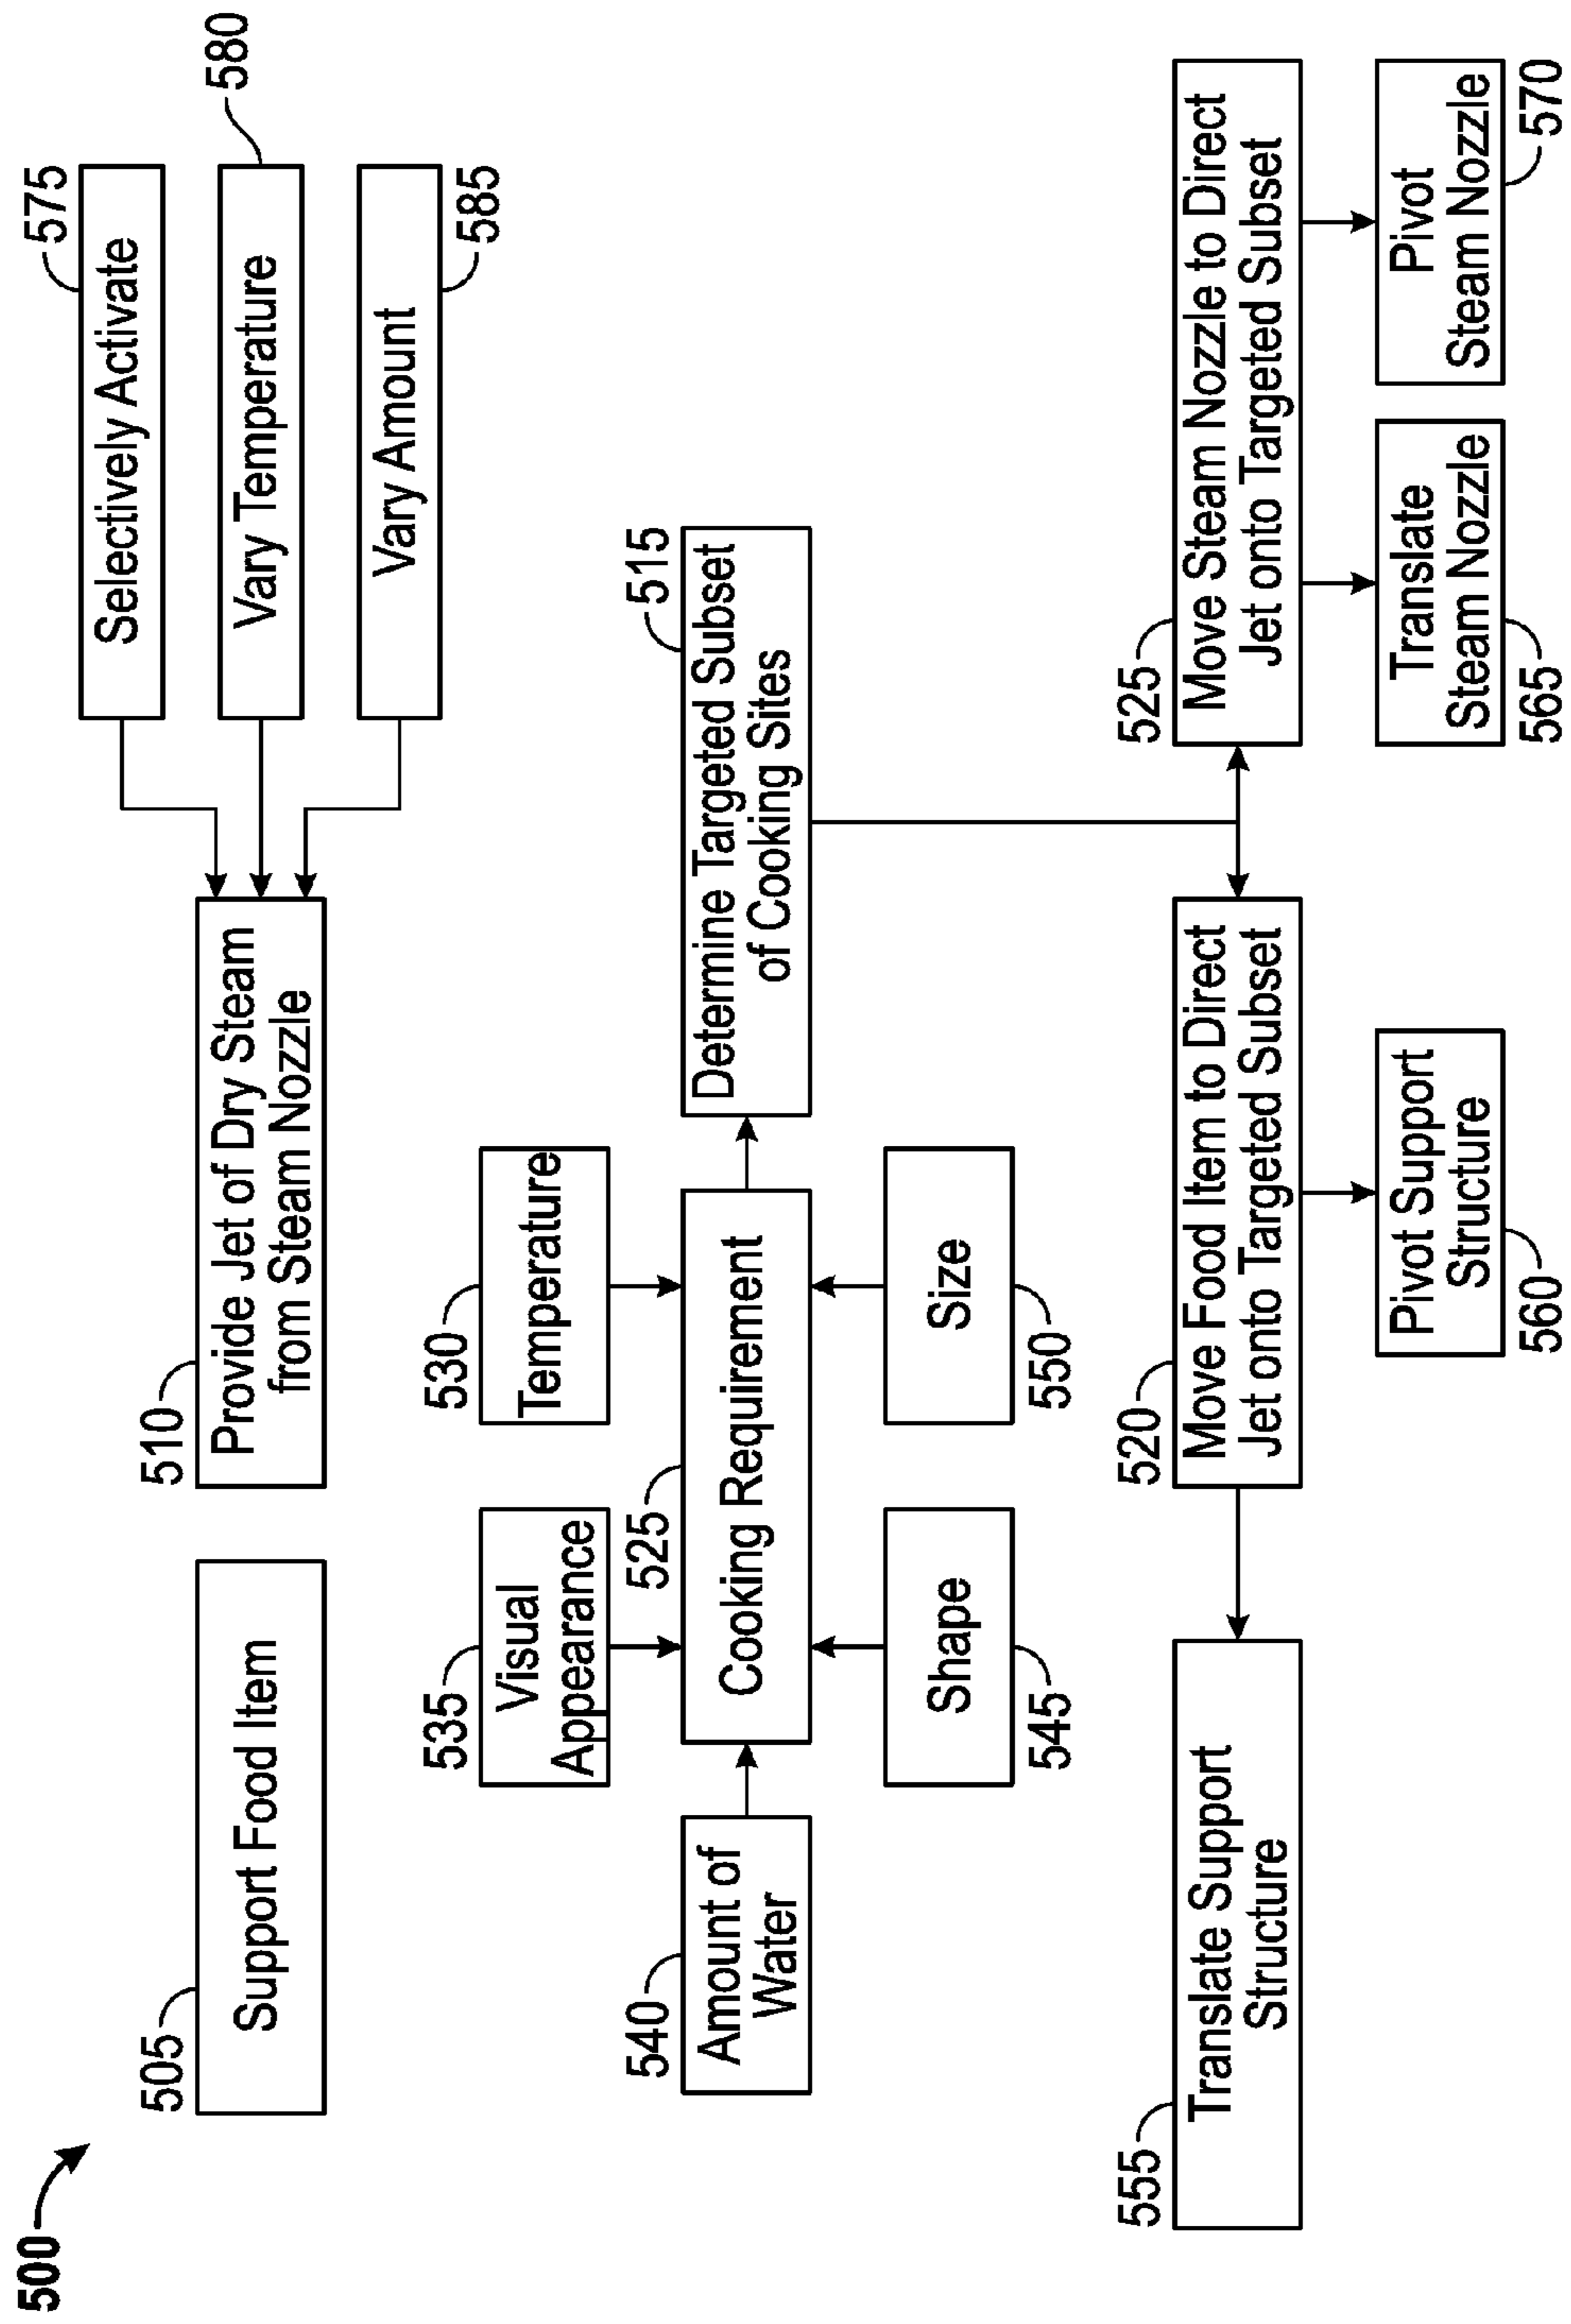 500
505
Support Food Item
510
Provide Jet of Dry Steam
from Steam Nozzle
575
Selectively Activate
580
Vary Temperature
585
Vary Amount
535
Visual
Appearance
530
Temperature
540
Amount of
Water
525
Cooking Requirement
515
Determine Targeted Subset
of Cooking Sites
Shape
545
Size
550
555
Translate Support
Structure
520
Move Food Item to Direct
Jet onto Targeted Subset
525
Move Steam Nozzle to Direct
Jet onto Targeted Subset
Pivot Support
Structure
560
Translate
Steam Nozzle
565
Pivot
Steam Nozzle
570